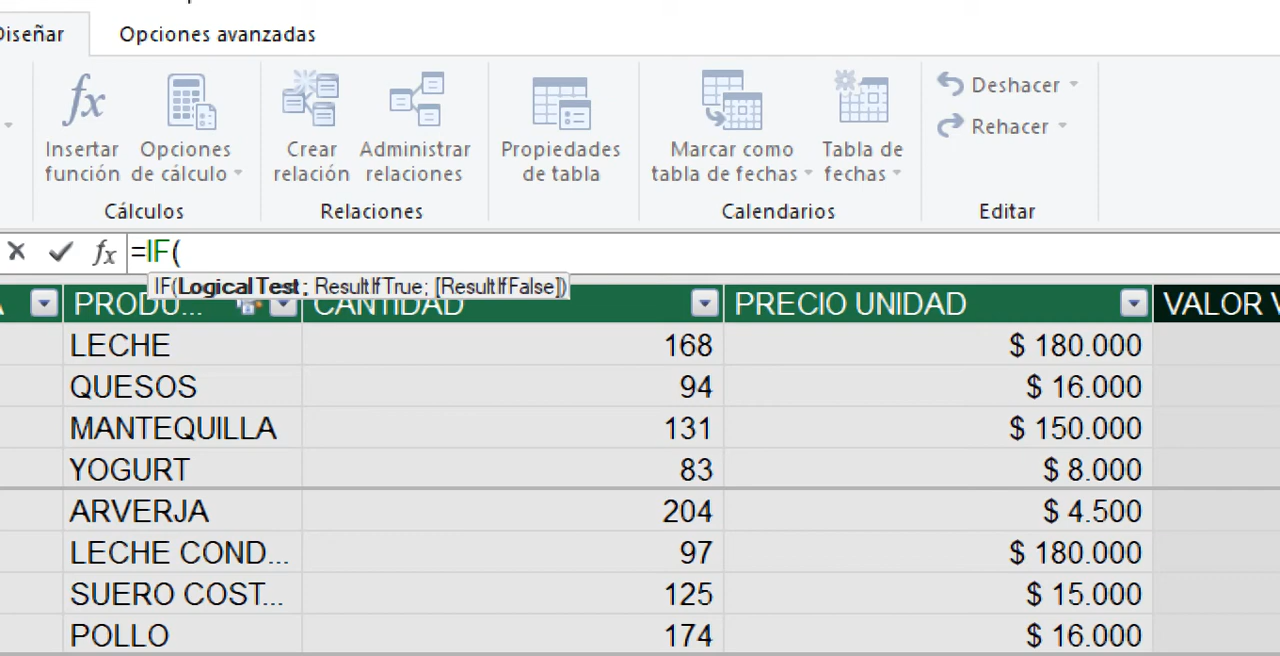 Diseñar Opciones avanzadas
Insertar función Opciones de cálculo Crear relación Administrar relaciones Propiedades de tabla Marcar como tabla de fechas Tabla de fechas Deshacer
Rehacer
Cálculos Relaciones Calendarios Editar
fx =IF(
IF(LogicalTest; ResultIfTrue; [ResultIfFalse])
PRODU... CANTIDAD PRECIO UNIDAD VALOR V
LECHE 168 $ 180.000
QUESOS 94 $ 16.000
MANTEQUILLA 131 $ 150.000
YOGURT 83 $ 8.000
ARVERJA 204 $ 4.500
LECHE COND... 97 $ 180.000
SUERO COST... 125 $ 15.000
POLLO 174 $ 16.000